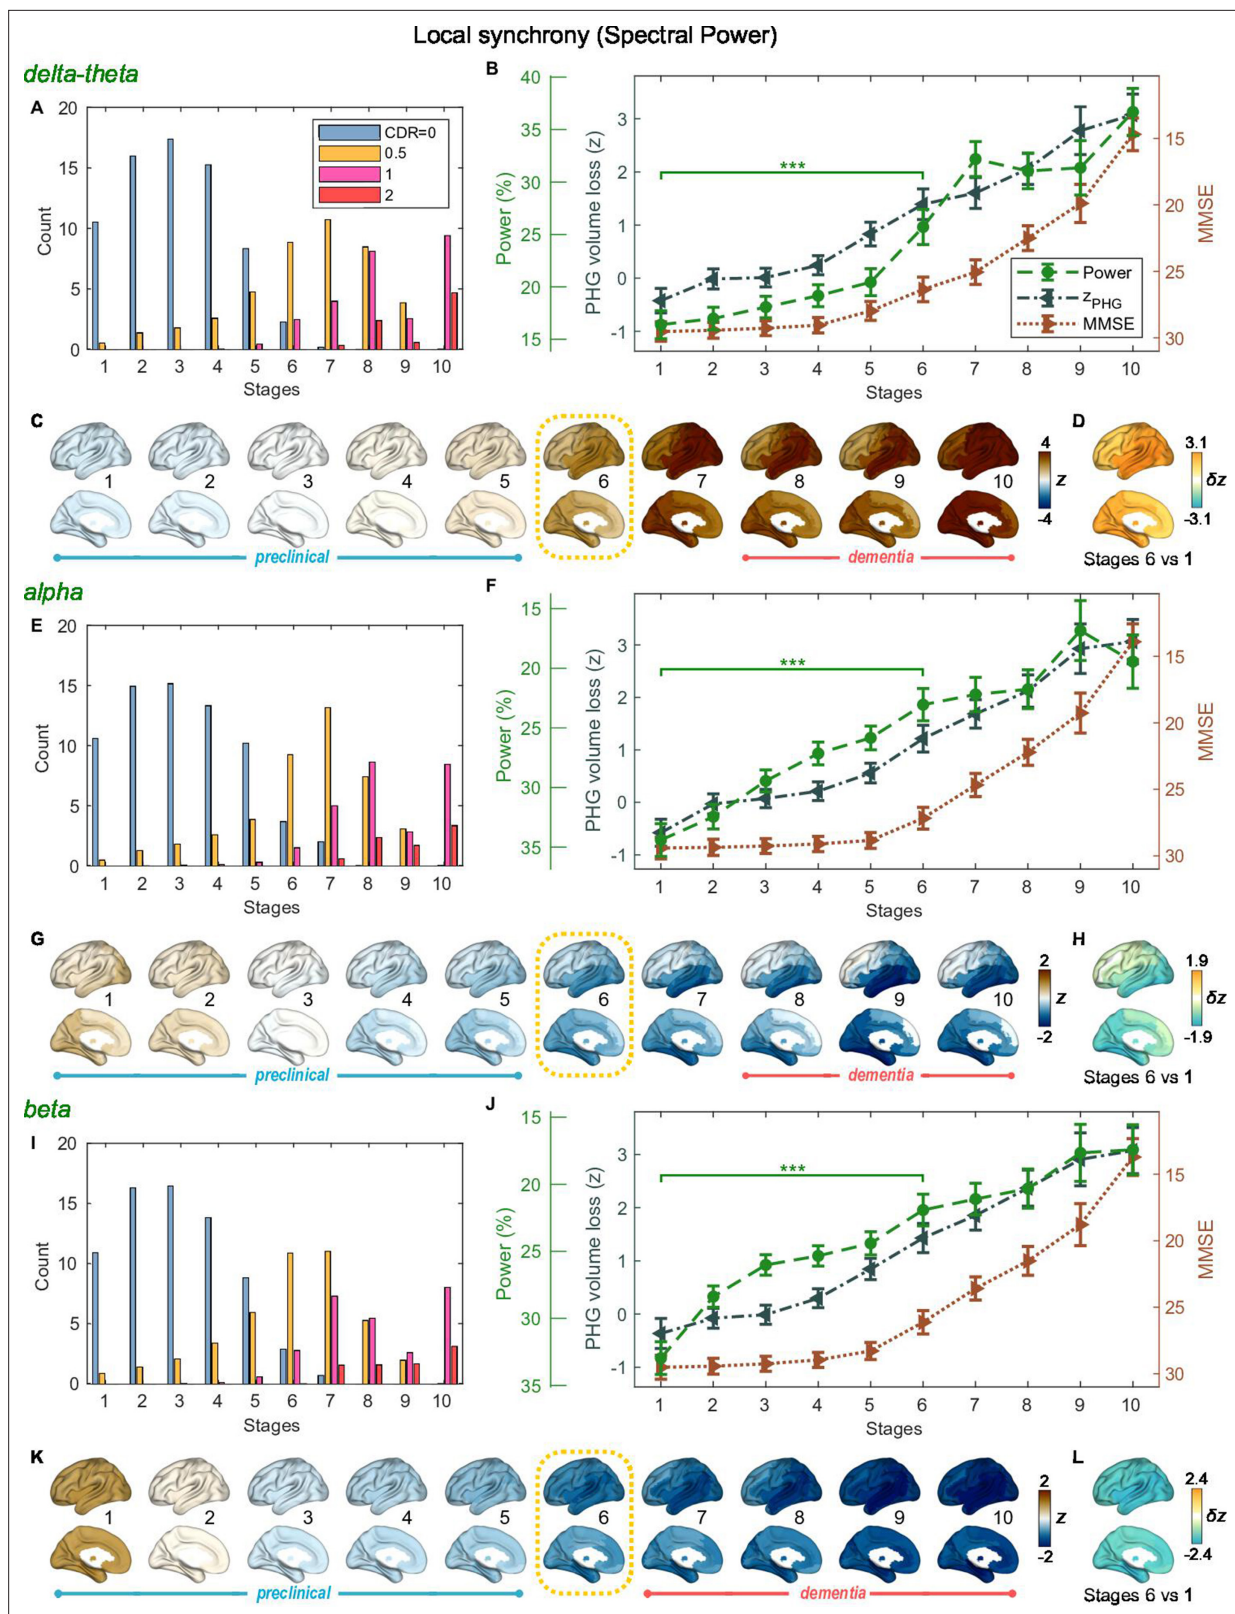 Local synchrony (Spectral Power)
delta-theta
A
20
15
10
5
0
Count
CDR=0
0.5
1
2
1 2 3 4 5 6 7 8 9 10
Stages
B
40
35
30
25
20
15
Power (%)
3
2
1
0
-1
PHG volume loss (z)
***
Power
zPHG
MMSE
15
20
25
30
MMSE
1 2 3 4 5 6 7 8 9 10
Stages
C
1 2 3 4 5 6 7 8 9 10
preclinical
dementia
4
z
-4
D
3.1
δz
-3.1
Stages 6 vs 1
alpha
E
20
15
10
5
0
Count
1 2 3 4 5 6 7 8 9 10
Stages
F
15
20
25
30
35
Power (%)
3
2
1
0
-1
PHG volume loss (z)
***
15
20
25
30
MMSE
1 2 3 4 5 6 7 8 9 10
Stages
G
1 2 3 4 5 6 7 8 9 10
preclinical
dementia
2
z
-2
H
1.9
δz
-1.9
Stages 6 vs 1
beta
I
20
15
10
5
0
Count
1 2 3 4 5 6 7 8 9 10
Stages
J
15
20
25
30
35
Power (%)
3
2
1
0
-1
PHG volume loss (z)
***
15
20
25
30
MMSE
1 2 3 4 5 6 7 8 9 10
Stages
K
1 2 3 4 5 6 7 8 9 10
preclinical
dementia
2
z
-2
L
2.4
δz
-2.4
Stages 6 vs 1